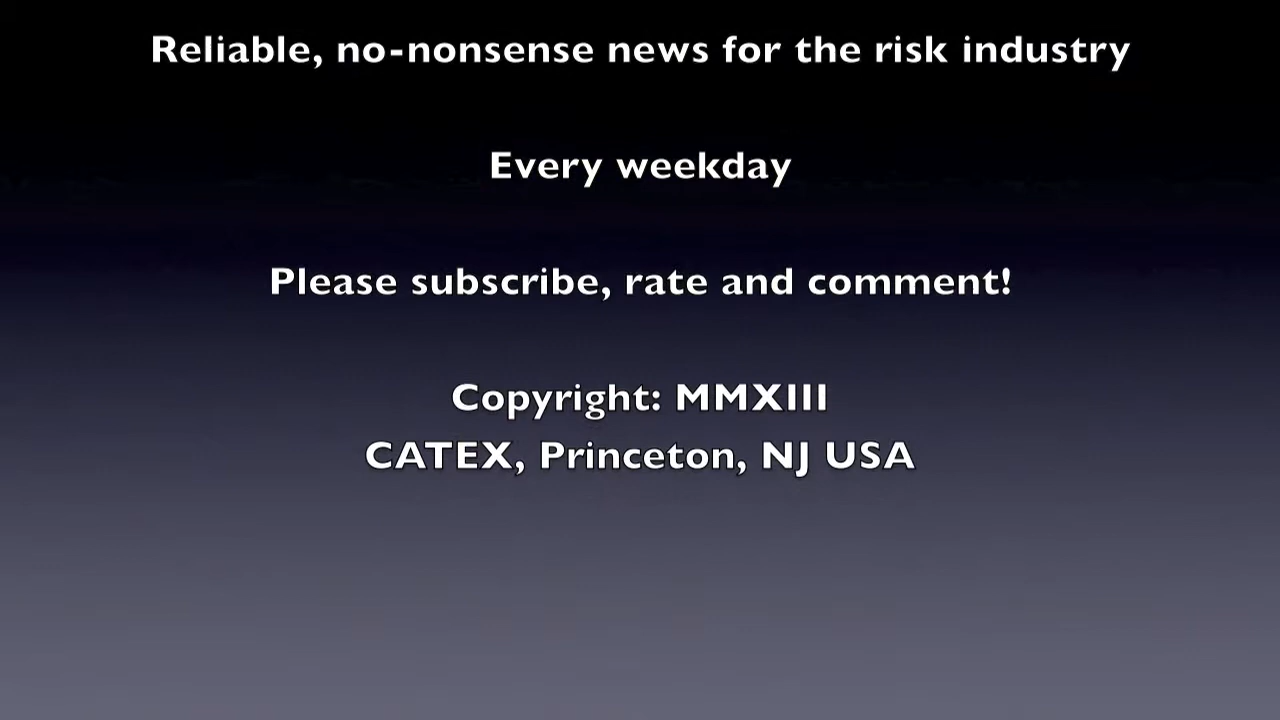 Reliable, no-nonsense news for the risk industry
Every weekday
Please subscribe, rate and comment!
Copyright: MMXIII
CATEX, Princeton, NJ USA